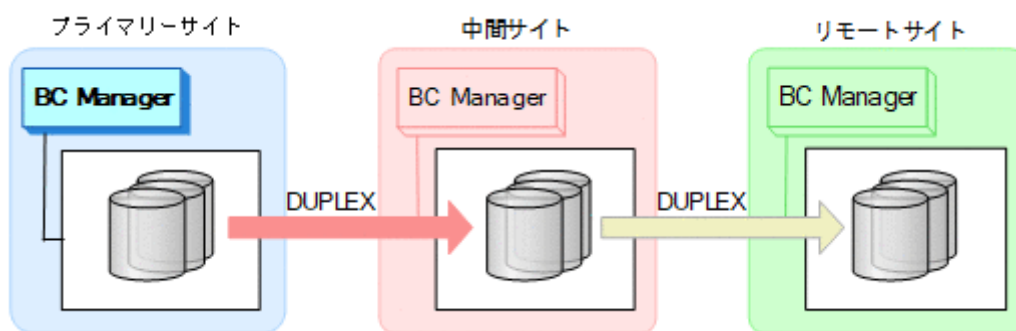 プライマリーサイト
中間サイト
リモートサイト
BC Manager
BC Manager
BC Manager
DUPLEX
DUPLEX